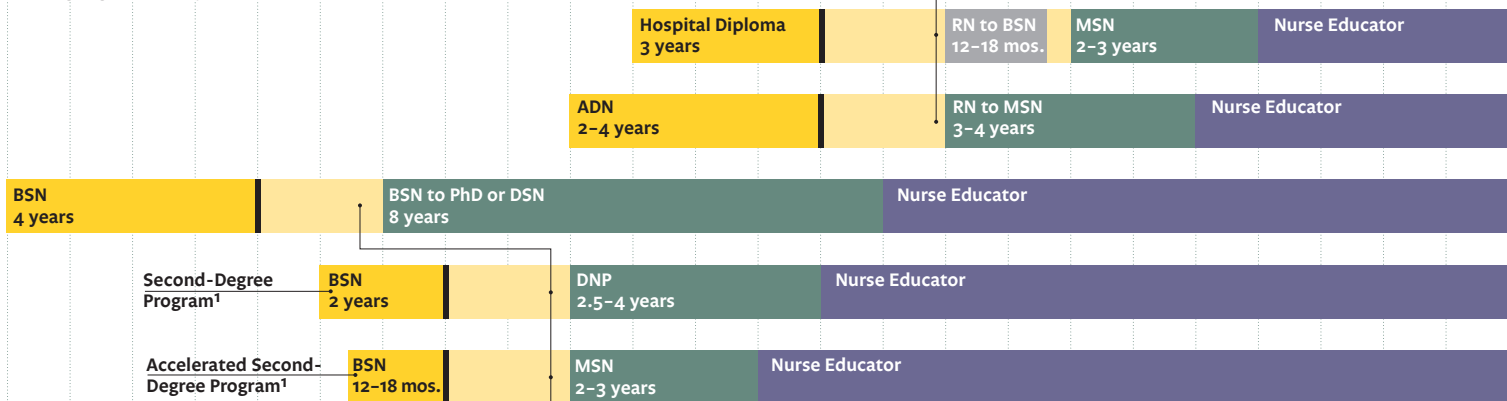 Hospital Diploma
3 years
RN to BSN
12–18 mos.
MSN
2–3 years
Nurse Educator
ADN
2–4 years
RN to MSN
3–4 years
Nurse Educator
BSN
4 years
BSN to PhD or DSN
8 years
Nurse Educator
Second-Degree
Program¹
BSN
2 years
DNP
2.5–4 years
Nurse Educator
Accelerated Second-
Degree Program¹
BSN
12–18 mos.
MSN
2–3 years
Nurse Educator